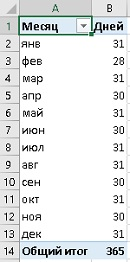 A B
1 Месяц Дней
2 янв 31
3 фев 28
4 мар 31
5 апр 30
6 май 31
7 июн 30
8 июл 31
9 авг 31
10 сен 30
11 окт 31
12 ноя 30
13 дек 31
14 Общий итог 365